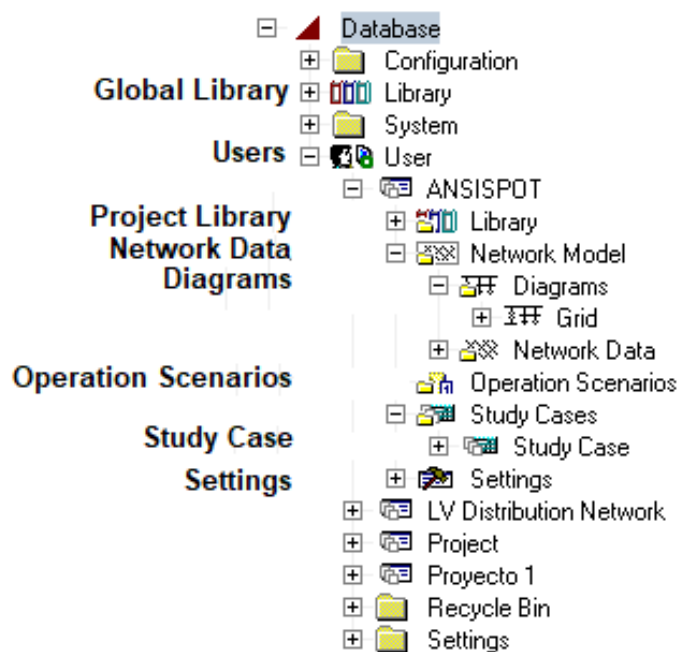 Database
Configuration
Global Library Library
System
Users User
ANSISPOT
Project Library Library
Network Data Network Model
Diagrams Diagrams
Grid
Network Data
Operation Scenarios Operation Scenarios
Study Cases
Study Case Study Case
Settings Settings
LV Distribution Network
Project
Proyecto 1
Recycle Bin
Settings